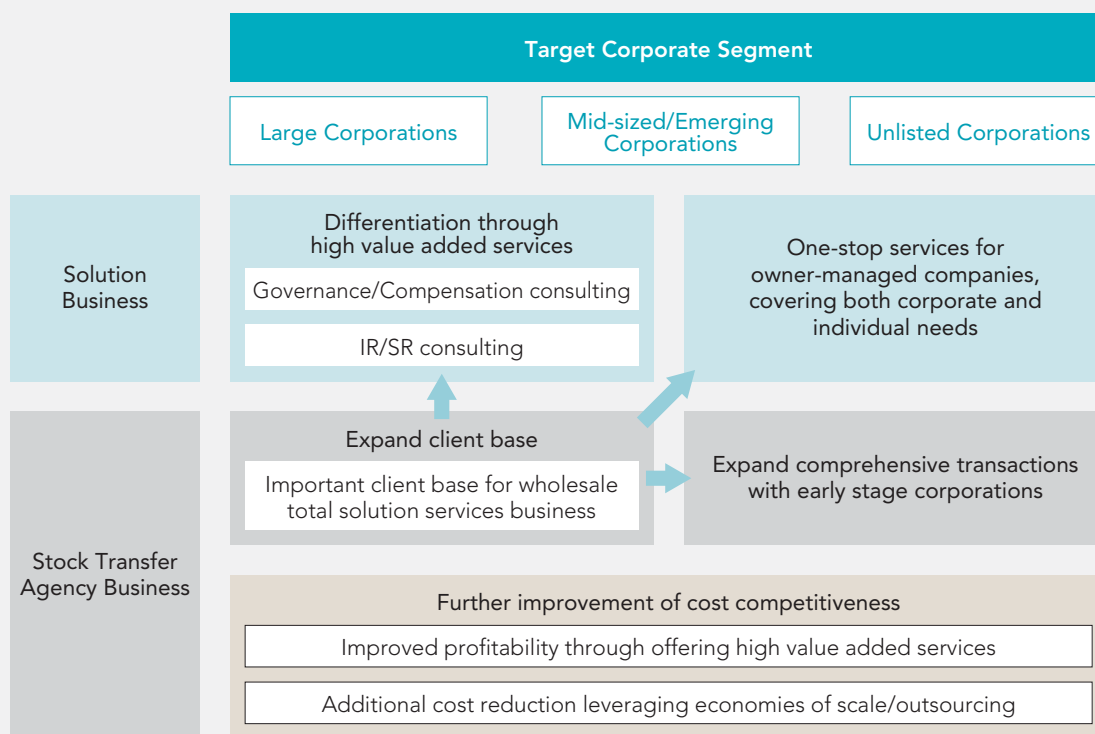 Target Corporate Segment
Large Corporations
Mid-sized/Emerging
Corporations
Unlisted Corporations
Solution
Business
Differentiation through
high value added services
Governance/Compensation consulting
IR/SR consulting
One-stop services for
owner-managed companies,
covering both corporate and
individual needs
Stock Transfer
Agency Business
Expand client base
Important client base for wholesale
total solution services business
Expand comprehensive transactions
with early stage corporations
Further improvement of cost competitiveness
Improved profitability through offering high value added services
Additional cost reduction leveraging economies of scale/outsourcing